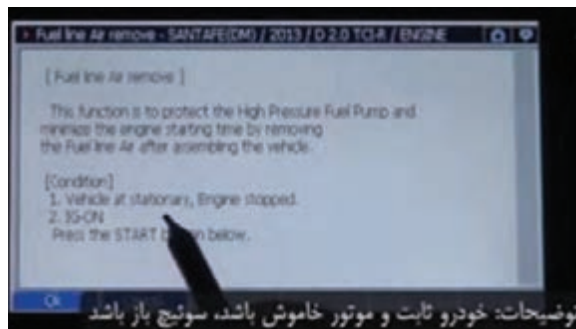 Fuel line Air remove - SANTAFE(DM) / 2013 / D 2.0 TCI-R / ENGINE
[ Fuel line Air remove ]
This function is to protect the High Pressure Fuel Pump and
minimize the engine starting time by removing
the Fuel line Air after assembling the vehicle.
[Condition]
1. Vehicle at stationary, Engine stopped.
2. IG-ON
Press the START below.
Ok
توضیحات: خودرو ثابت و موتور خاموش باشد، سوئیچ باز باشد